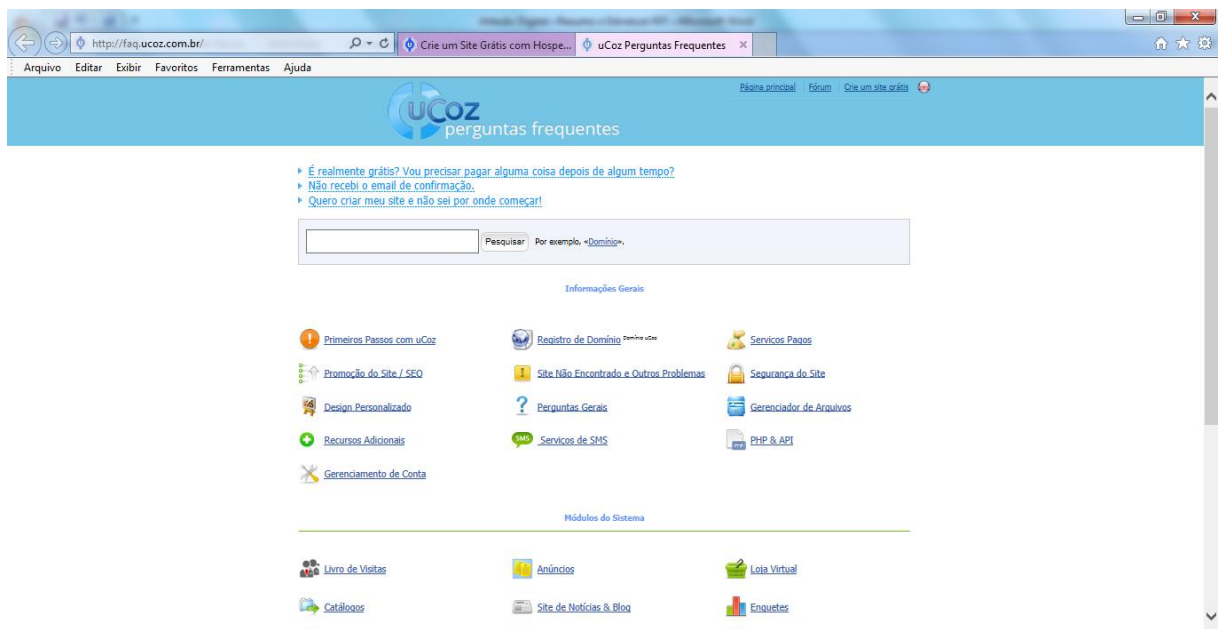 http://faq.ucoz.com.br/
Crie um Site Grátis com Hospe...
uCoz Perguntas Frequentes
Arquivo Editar Exibir Favoritos Ferramentas Ajuda
Página principal Fórum Crie um site grátis
uCoz
perguntas frequentes
É realmente grátis? Vou precisar pagar alguma coisa depois de algum tempo?
Não recebi o email de confirmação.
Quero criar meu site e não sei por onde começar!
Pesquisar Por exemplo, «Domínio».
Informações Gerais
Primeiros Passos com uCoz Registro de Domínio Domínio uCoz Serviços Pagos
Promoção do Site / SEO Site Não Encontrado e Outros Problemas Segurança do Site
Design Personalizado Perguntas Gerais Gerenciador de Arquivos
Recursos Adicionais SMS Serviços de SMS PHP & API
Gerenciamento de Conta
Módulos do Sistema
Livro de Visitas Anúncios Loja Virtual
Catálogos Site de Notícias & Blog Enquetes